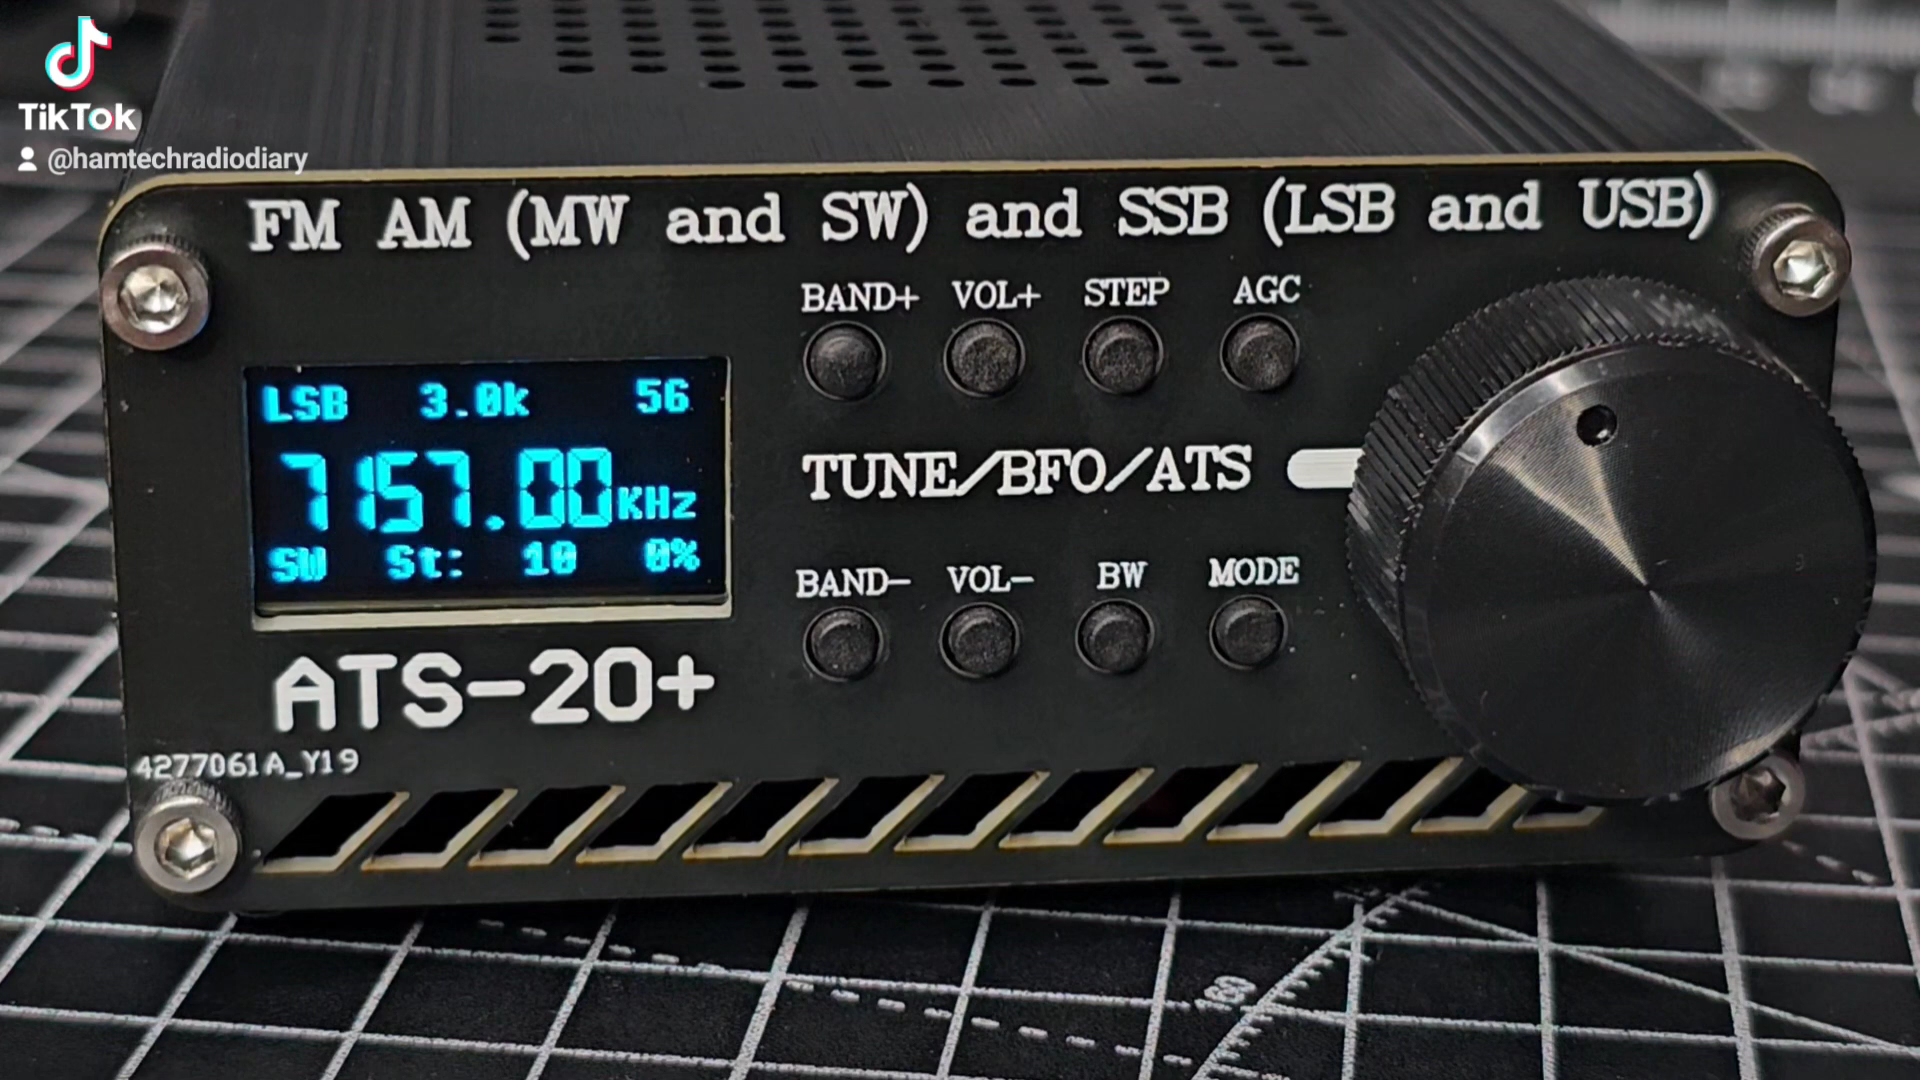 TikTok
@hamtechradiodiary
FM AM (MW and SW) and SSB (LSB and USB)
BAND+ VOL+ STEP AGC
LSB 3.0k 56
7157.00KHz
SW St: 10 0%
TUNE/BFO/ATS
BAND- VOL- BW MODE
ATS-20+
4277061A_Y19
60